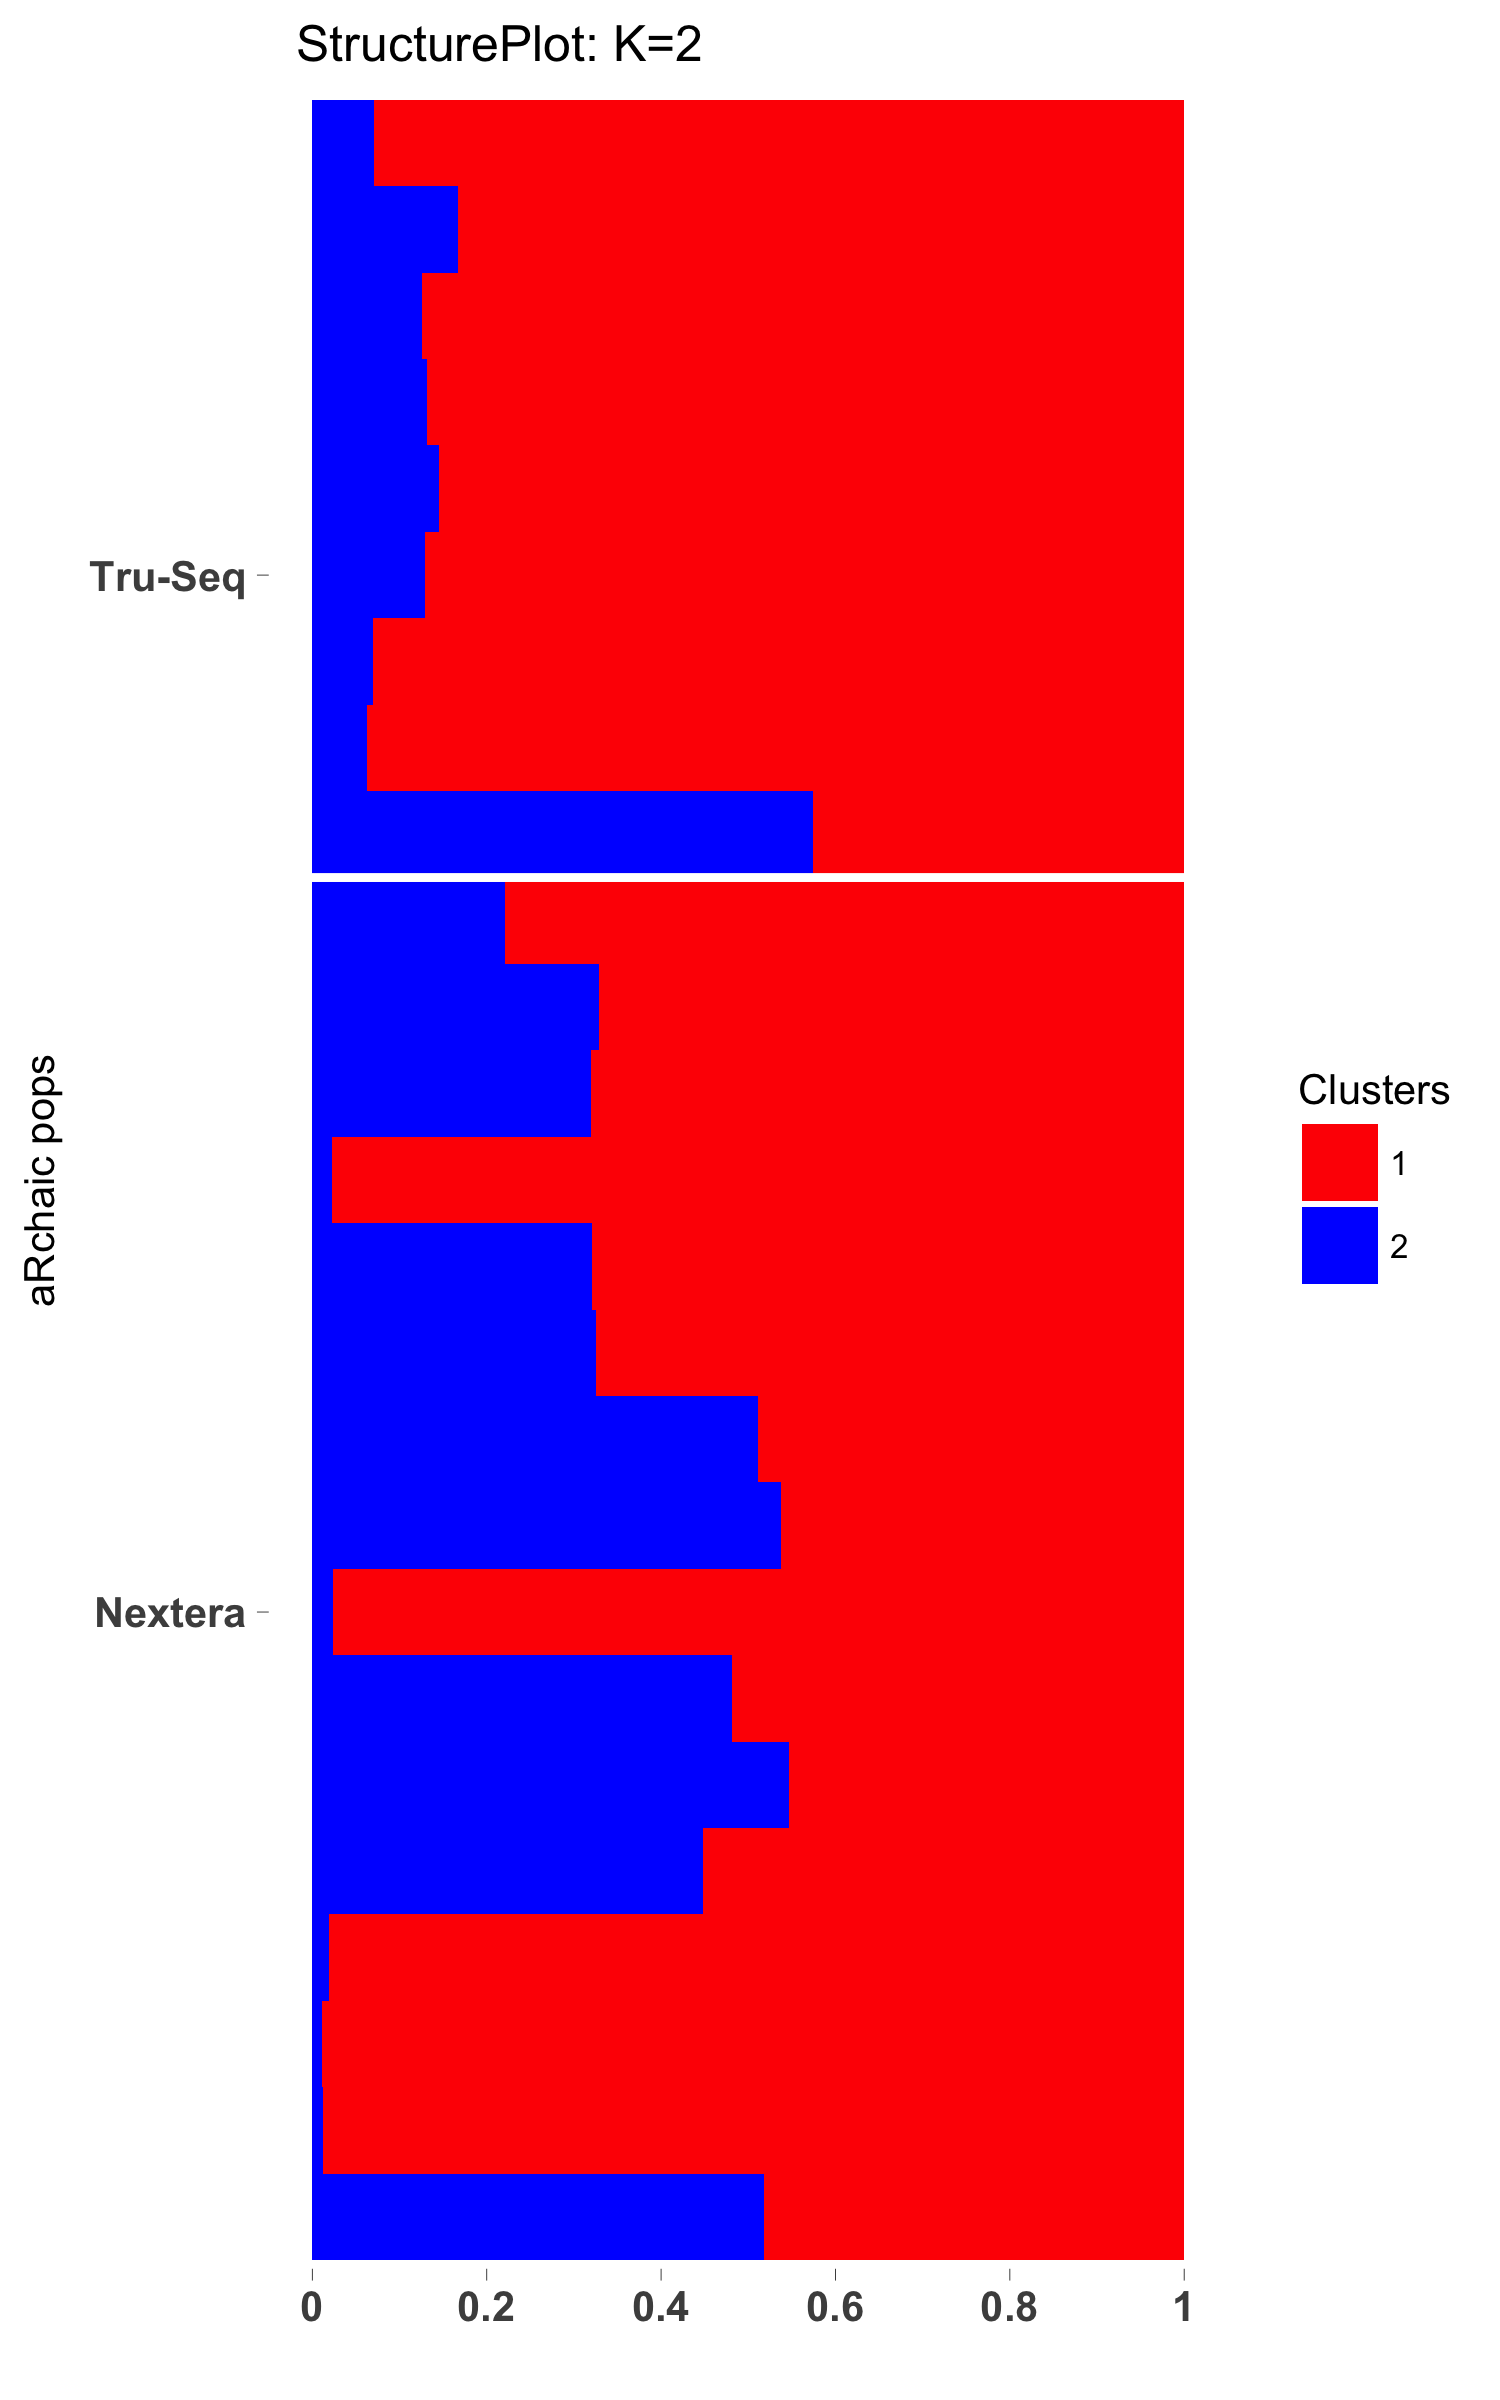 StructurePlot: K=2
Tru-Seq
aRchaic pops
Clusters
1
2
Nextera
0 0.2 0.4 0.6 0.8 1